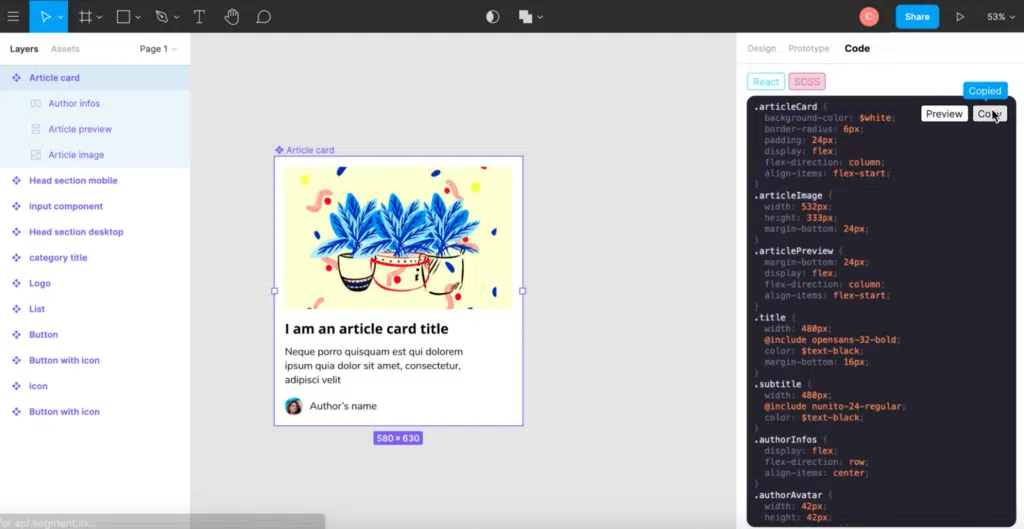 C
Share
53%
Layers
Assets
Page 1
Design
Prototype
Code
Article card
Author infos
Article preview
Article image
Head section mobile
input component
Head section desktop
category title
Logo
List
Button
Button with icon
icon
Button with icon
Article card
I am an article card title
Neque porro quisquam est qui dolorem
ipsum quia dolor sit amet, consectetur,
adipisci velit
Author's name
580 × 630
React
SCSS
Copied
Preview
.articleCard {
background-color: $white;
border-radius: 6px;
padding: 24px;
display: flex;
flex-direction: column;
align-items: flex-start;
}
.articleImage {
width: 532px;
height: 333px;
margin-bottom: 24px;
}
.articlePreview {
margin-bottom: 24px;
display: flex;
flex-direction: column;
align-items: flex-start;
}
.title {
width: 480px;
@include opensans-32-bold;
color: $text-black;
margin-bottom: 16px;
}
.subtitle {
width: 480px;
@include nunito-24-regular;
color: $text-black;
}
.authorInfos {
display: flex;
flex-direction: row;
align-items: center;
}
.authorAvatar {
width: 42px;
height: 42px;
for api.segment.io...